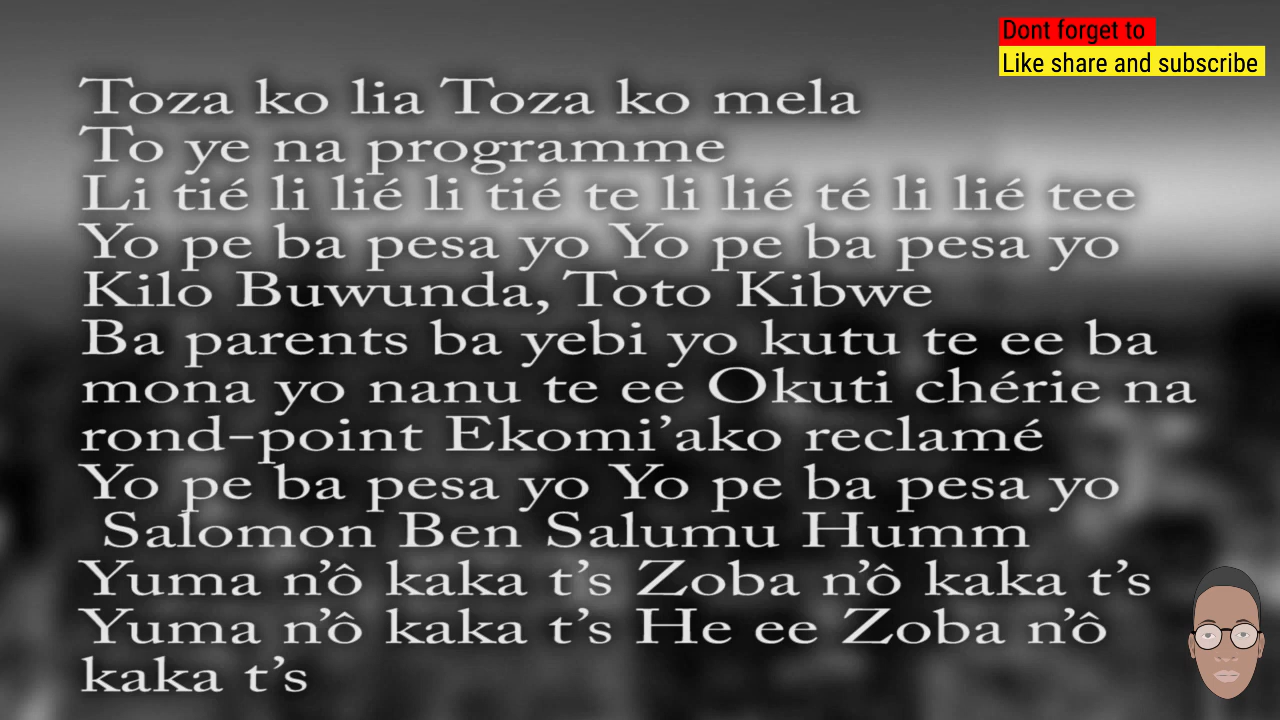 Dont forget to
Like share and subscribe
Toza ko lia Toza ko mela
To ye na programme
Li tié li lié li tié te li lié té li lié tee
Yo pe ba pesa yo Yo pe ba pesa yo
Kilo Buwunda, Toto Kibwe
Ba parents ba yebi yo kutu te ee ba
mona yo nanu te ee Okuti chérie na
rond-point Ekomi’ako reclamé
Yo pe ba pesa yo Yo pe ba pesa yo
Salomon Ben Salumu Humm
Yuma n’ô kaka t’s Zoba n’ô kaka t’s
Yuma n’ô kaka t’s He ee Zoba n’ô
kaka t’s